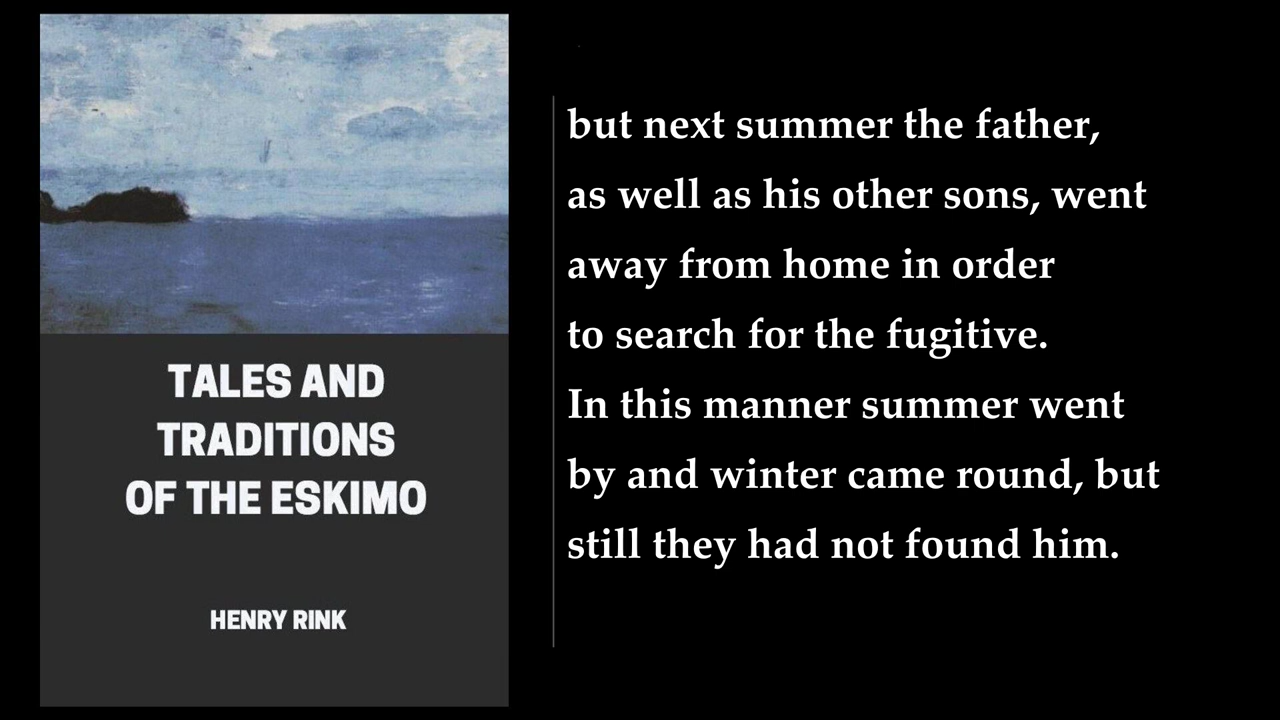 TALES AND
TRADITIONS
OF THE ESKIMO
HENRY RINK
but next summer the father,
as well as his other sons, went
away from home in order
to search for the fugitive.
In this manner summer went
by and winter came round, but
still they had not found him.